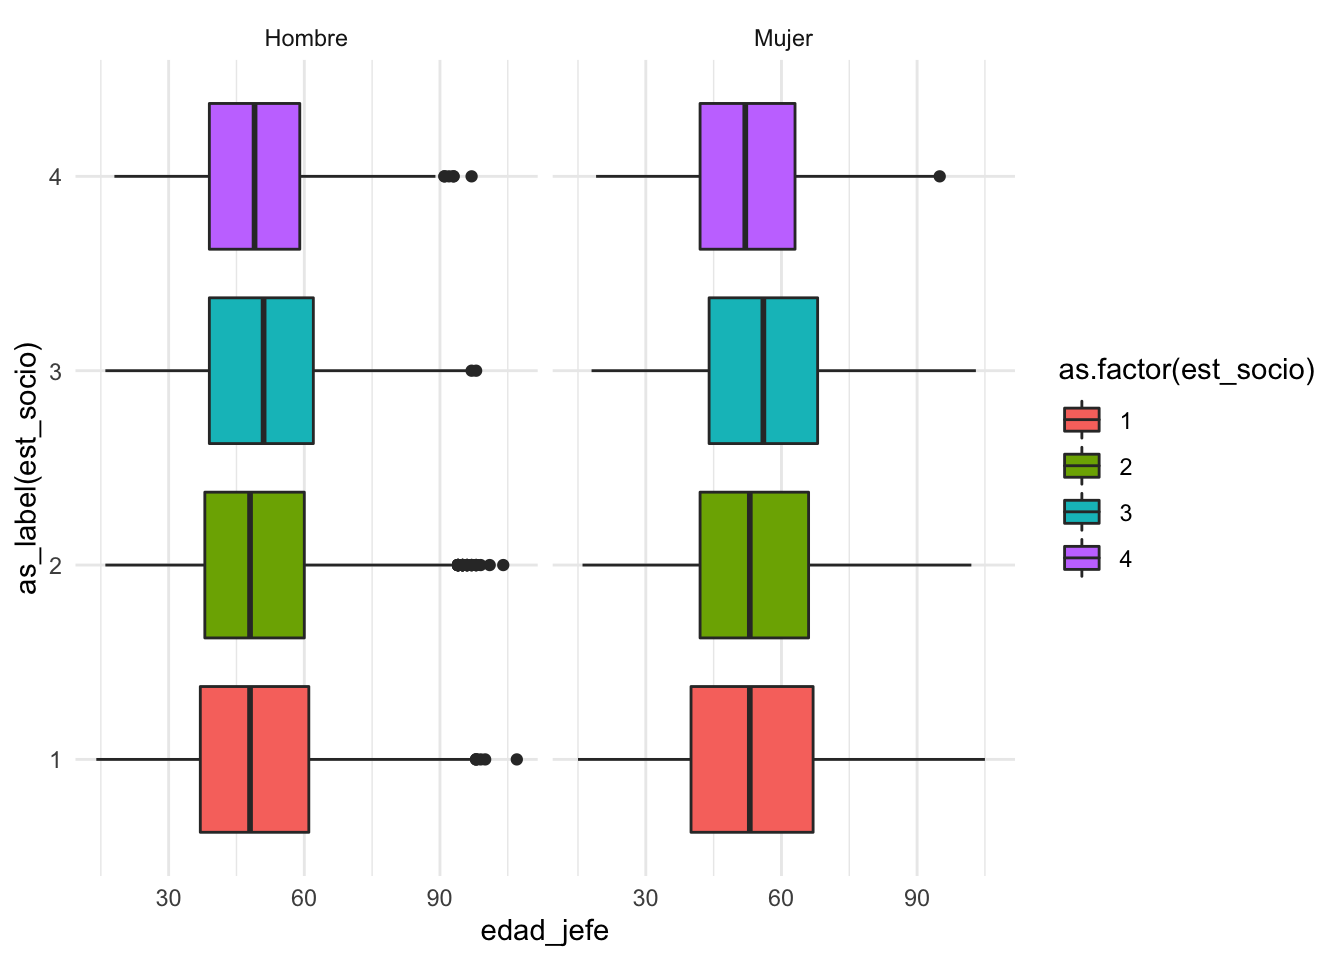 Hombre
Mujer
4
3
2
1
as_label(est_socio)
30
60
90
30
60
90
edad_jefe
as.factor(est_socio)
1
2
3
4